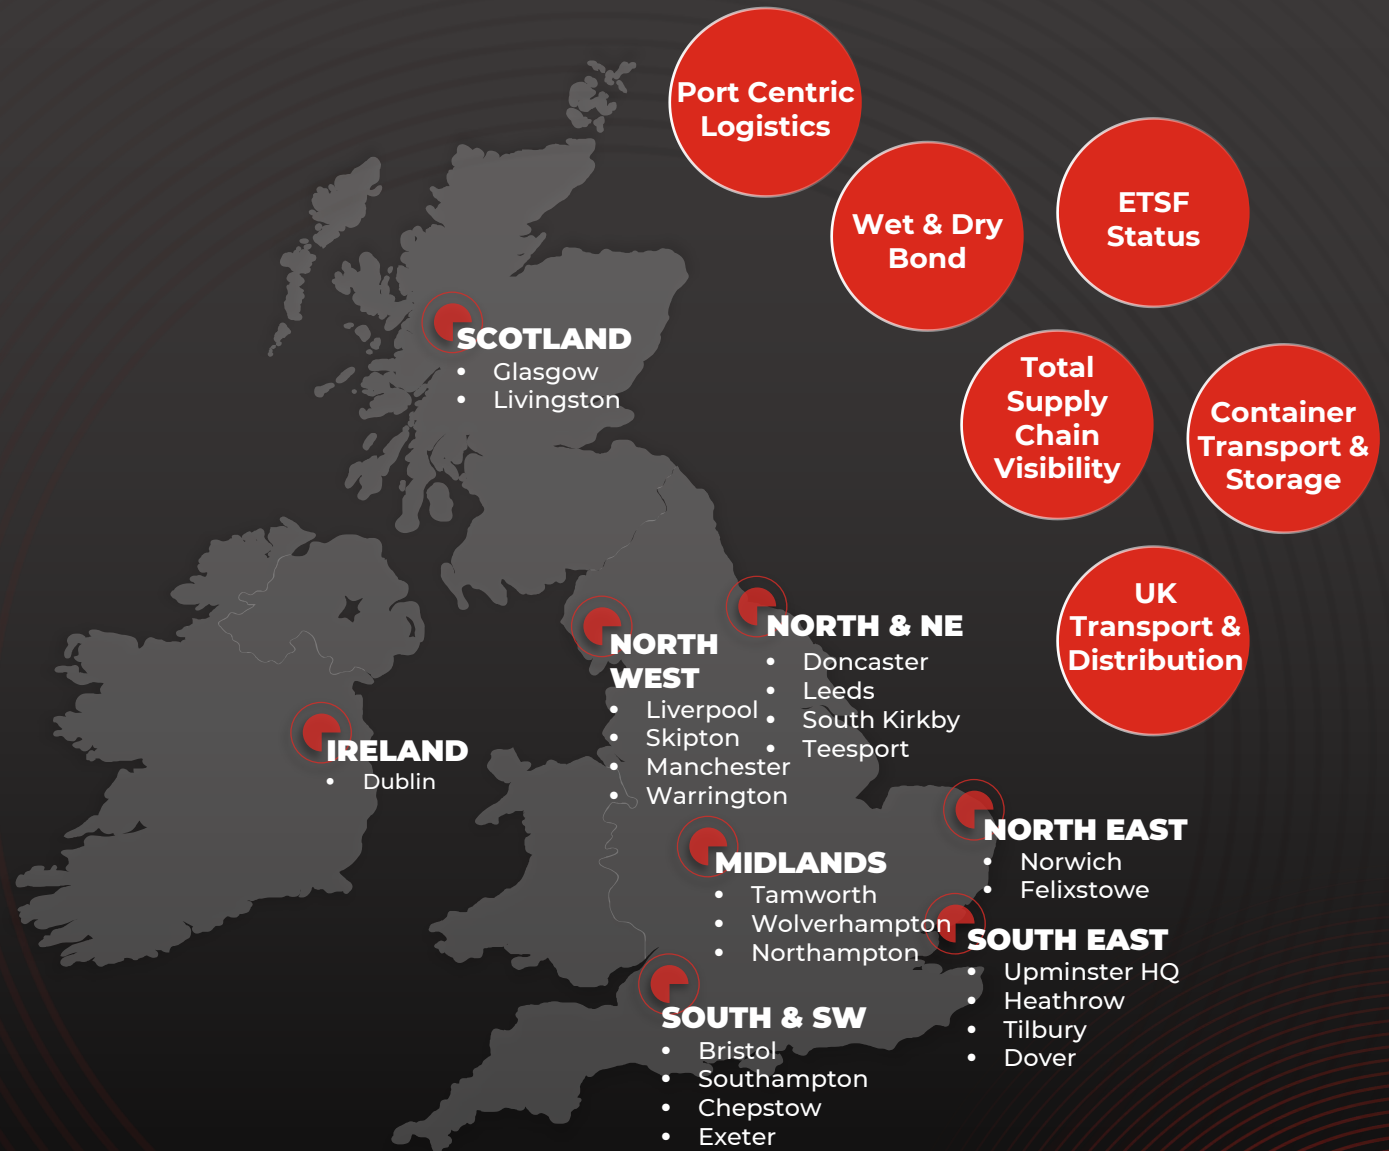 Port Centric
Logistics
Wet & Dry
Bond
ETSF
Status
Total
Supply
Chain
Visibility
Container
Transport &
Storage
UK
Transport &
Distribution
SCOTLAND
• Glasgow
• Livingston
NORTH
WEST
• Liverpool
• Skipton
• Manchester
• Warrington
NORTH & NE
• Doncaster
• Leeds
• South Kirkby
• Teesport
IRELAND
• Dublin
MIDLANDS
• Tamworth
• Wolverhampton
• Northampton
NORTH EAST
• Norwich
• Felixstowe
SOUTH EAST
• Upminster HQ
• Heathrow
• Tilbury
• Dover
SOUTH & SW
• Bristol
• Southampton
• Chepstow
• Exeter